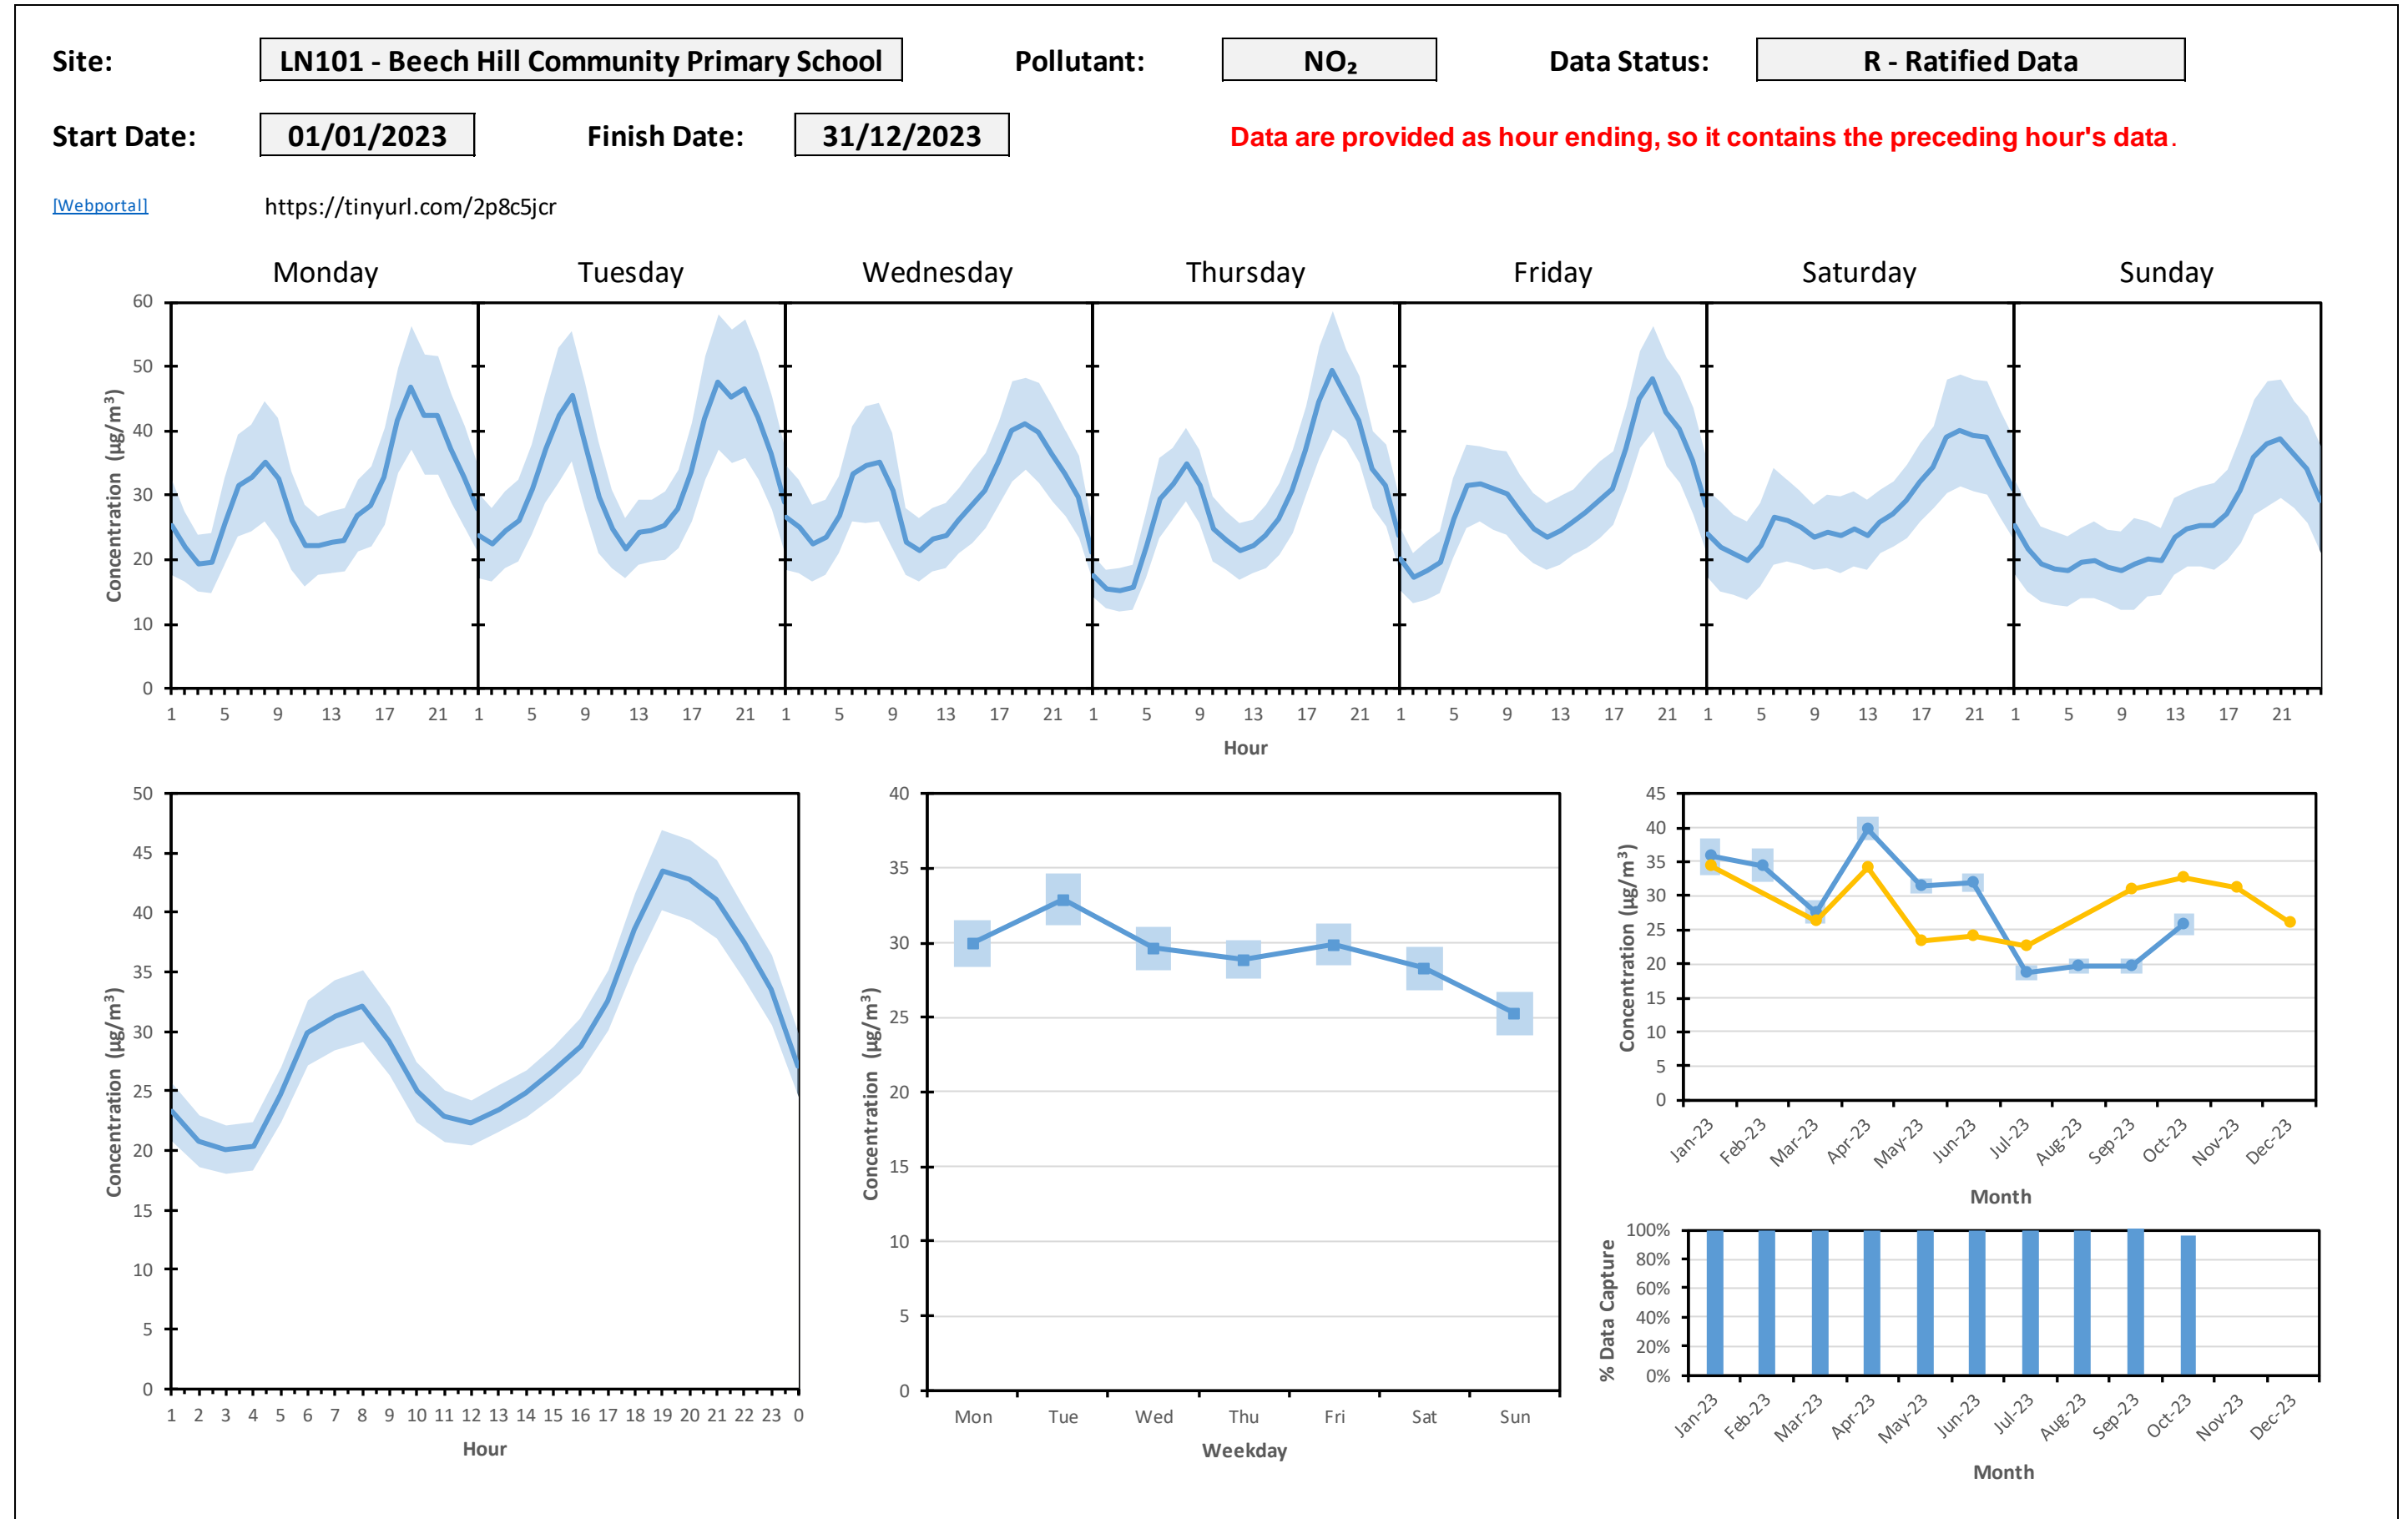 Site: LN101 - Beech Hill Community Primary School Pollutant: NO₂ Data Status: R - Ratified Data
Start Date: 01/01/2023 Finish Date: 31/12/2023 Data are provided as hour ending, so it contains the preceding hour's data.
[Webportal] https://tinyurl.com/2p8c5jcr
Monday Tuesday Wednesday Thursday Friday Saturday Sunday
Concentration (µg/m³)
60
50
40
30
20
10
0
1 5 9 13 17 21 1 5 9 13 17 21 1 5 9 13 17 21 1 5 9 13 17 21 1 5 9 13 17 21 1 5 9 13 17 21 1 5 9 13 17 21
Hour
Concentration (µg/m³)
50
45
40
35
30
25
20
15
10
5
0
1 2 3 4 5 6 7 8 9 10 11 12 13 14 15 16 17 18 19 20 21 22 23 0
Hour
Concentration (µg/m³)
40
35
30
25
20
15
10
5
0
Mon Tue Wed Thu Fri Sat Sun
Weekday
Concentration (µg/m³)
45
40
35
30
25
20
15
10
5
0
Jan-23 Feb-23 Mar-23 Apr-23 May-23 Jun-23 Jul-23 Aug-23 Sep-23 Oct-23 Nov-23 Dec-23
Month
% Data Capture
100%
80%
60%
40%
20%
0%
Jan-23 Feb-23 Mar-23 Apr-23 May-23 Jun-23 Jul-23 Aug-23 Sep-23 Oct-23 Nov-23 Dec-23
Month